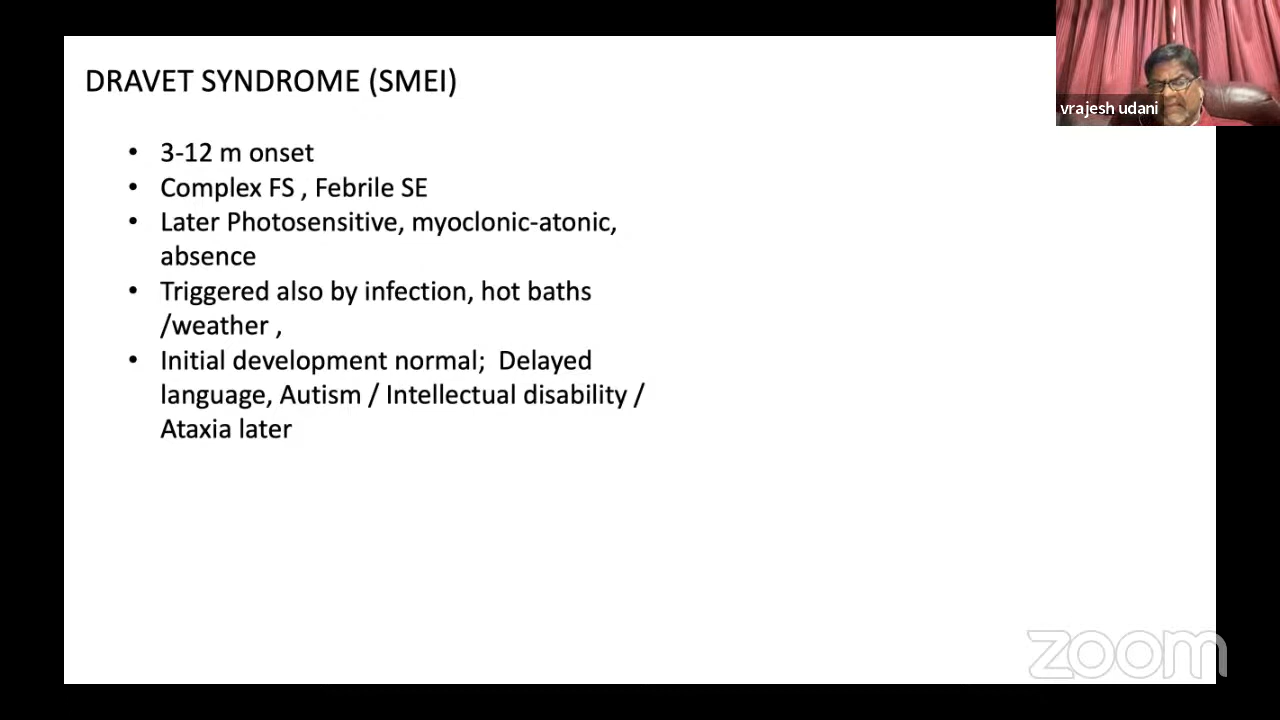 DRAVET SYNDROME (SMEI)
• 3-12 m onset
• Complex FS , Febrile SE
• Later Photosensitive, myoclonic-atonic,
absence
• Triggered also by infection, hot baths
/weather ,
• Initial development normal;  Delayed
language, Autism / Intellectual disability /
Ataxia later
vrajesh udani
zoom